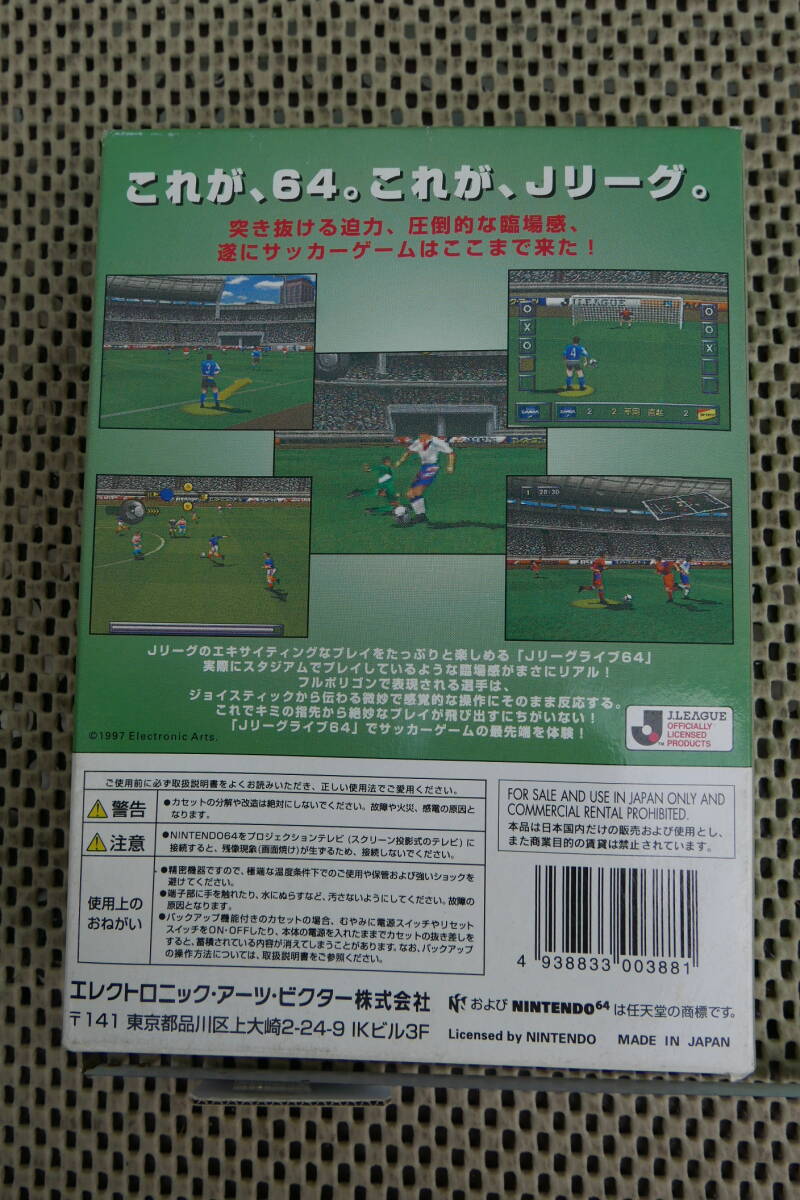 これが、64。これが、Jリーグ。
突き抜ける迫力、圧倒的な臨場感、
遂にサッカーゲームはここまで来た!
J.LEAGUE
4
2 2 平岡 直起 2
3
1 28:30
Jリーグのエキサイティングなプレイをたっぷりと楽しめる「Jリーグライブ64」
実際にスタジアムでプレイしているような臨場感がまさにリアル!
フルポリゴンで表現される選手は、
ジョイスティックから伝わる微妙で感覚的な操作にそのまま反応する。
これでキミの指先から絶妙なプレイが飛び出すにちがいない!
「Jリーグライブ64」でサッカーゲームの最先端を体験!
©1997 Electronic Arts.
J.LEAGUE
OFFICIALLY
LICENSED
PRODUCTS
ご使用前に必ず取扱説明書をよくお読みいただき、正しい使用法でご愛用ください。
警告
●カセットの分解や改造は絶対にしないでください。故障や火災、感電の原因と
なります。
注意
●NINTENDO64をプロジェクションテレビ(スクリーン投影式のテレビ)に
接続すると、残像現象(画面焼け)が生ずるため、接続しないでください。
使用上の
おねがい
●精密機器ですので、極端な温度条件下でのご使用や保管および強いショックを
避けてください。
●端子部に手を触れたり、水にぬらすなど、汚さないようにしてください。故障の
原因となります。
●バックアップ機能付きのカセットの場合、むやみに電源スイッチやリセット
スイッチをON・OFFしたり、本体の電源を入れたままでカセットの抜き差しを
すると、蓄積されている内容が消えてしまうことがあります。なお、バックアップ
の操作方法については、取扱説明書をご参照ください。
FOR SALE AND USE IN JAPAN ONLY AND
COMMERCIAL RENTAL PROHIBITED.
本品は日本国内だけの販売および使用とし、
また商業目的の賃貸は禁止されています。
4 938833 003881
エレクトロニック・アーツ・ビクター株式会社
〒141 東京都品川区上大崎2-24-9 IKビル3F
および NINTENDO64 は任天堂の商標です。
Licensed by NINTENDO MADE IN JAPAN